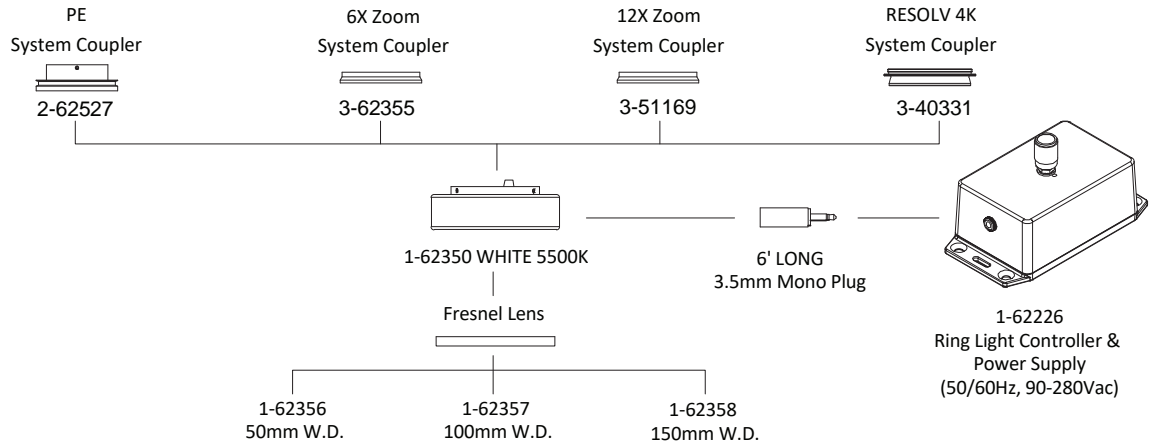 PE
System Coupler
2-62527
6X Zoom
System Coupler
3-62355
12X Zoom
System Coupler
3-51169
RESOLV 4K
System Coupler
3-40331
1-62350 WHITE 5500K
6' LONG
3.5mm Mono Plug
1-62226
Ring Light Controller &
Power Supply
(50/60Hz, 90-280Vac)
Fresnel Lens
1-62356
50mm W.D.
1-62357
100mm W.D.
1-62358
150mm W.D.